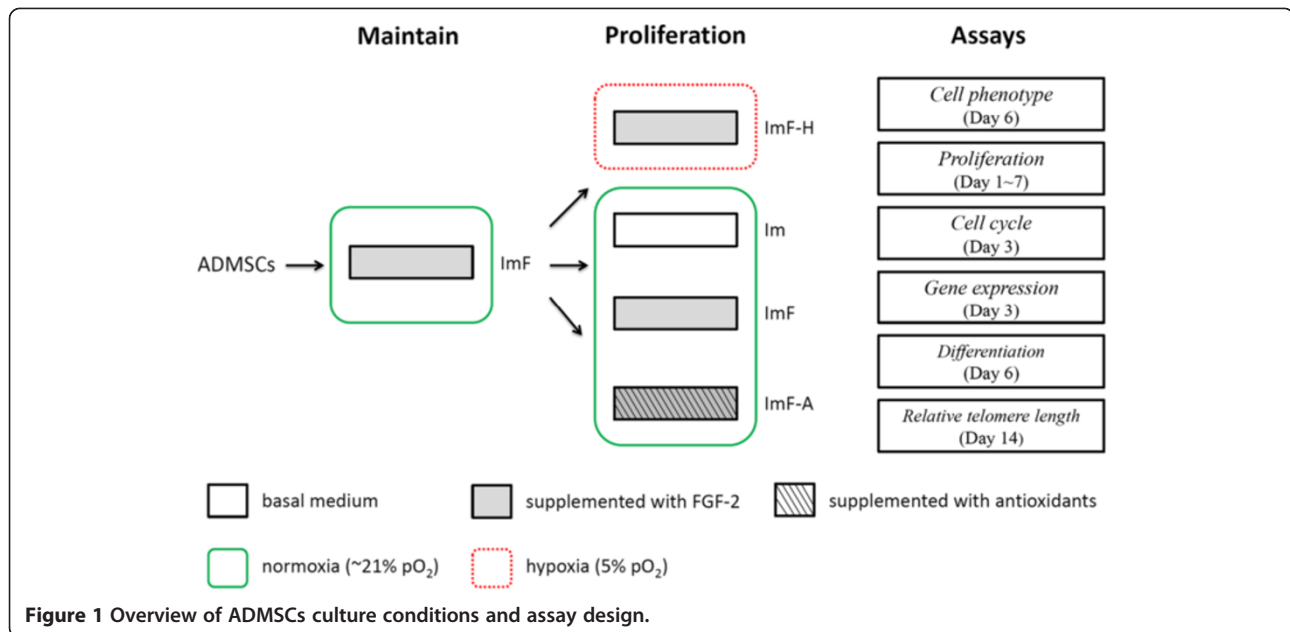 Maintain
Proliferation
Assays
ADMSCs
ImF
ImF-H
Im
ImF
ImF-A
Cell phenotype
(Day 6)
Proliferation
(Day 1~7)
Cell cycle
(Day 3)
Gene expression
(Day 3)
Differentiation
(Day 6)
Relative telomere length
(Day 14)
basal medium
supplemented with FGF-2
supplemented with antioxidants
normoxia (~21% pO₂)
hypoxia (5% pO₂)
Figure 1 Overview of ADMSCs culture conditions and assay design.